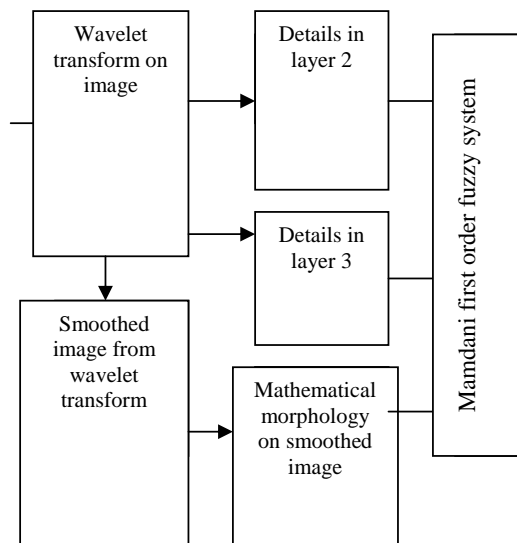 Wavelet
transform on
image
Details in
layer 2
Details in
layer 3
Smoothed
image from
wavelet
transform
Mathematical
morphology
on smoothed
image
Mamdani first order fuzzy system